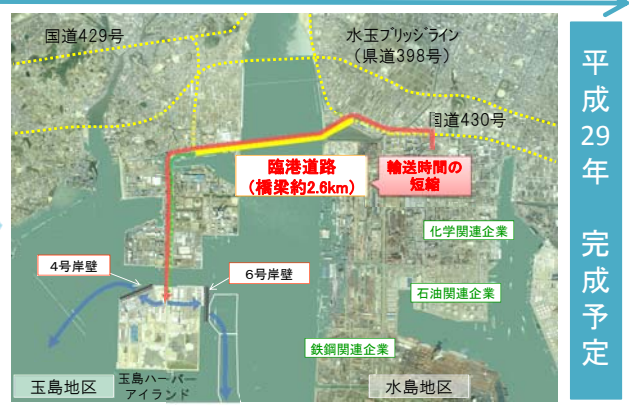 国道429号
水玉ブリッジライン
（県道398号）
国道430号
臨港道路
（橋梁約2.6km）
輸送時間の
短縮
化学関連企業
4号岸壁
6号岸壁
石油関連企業
鉄鋼関連企業
玉島地区
玉島ハーバー
アイランド
水島地区
平成29年　完成予定